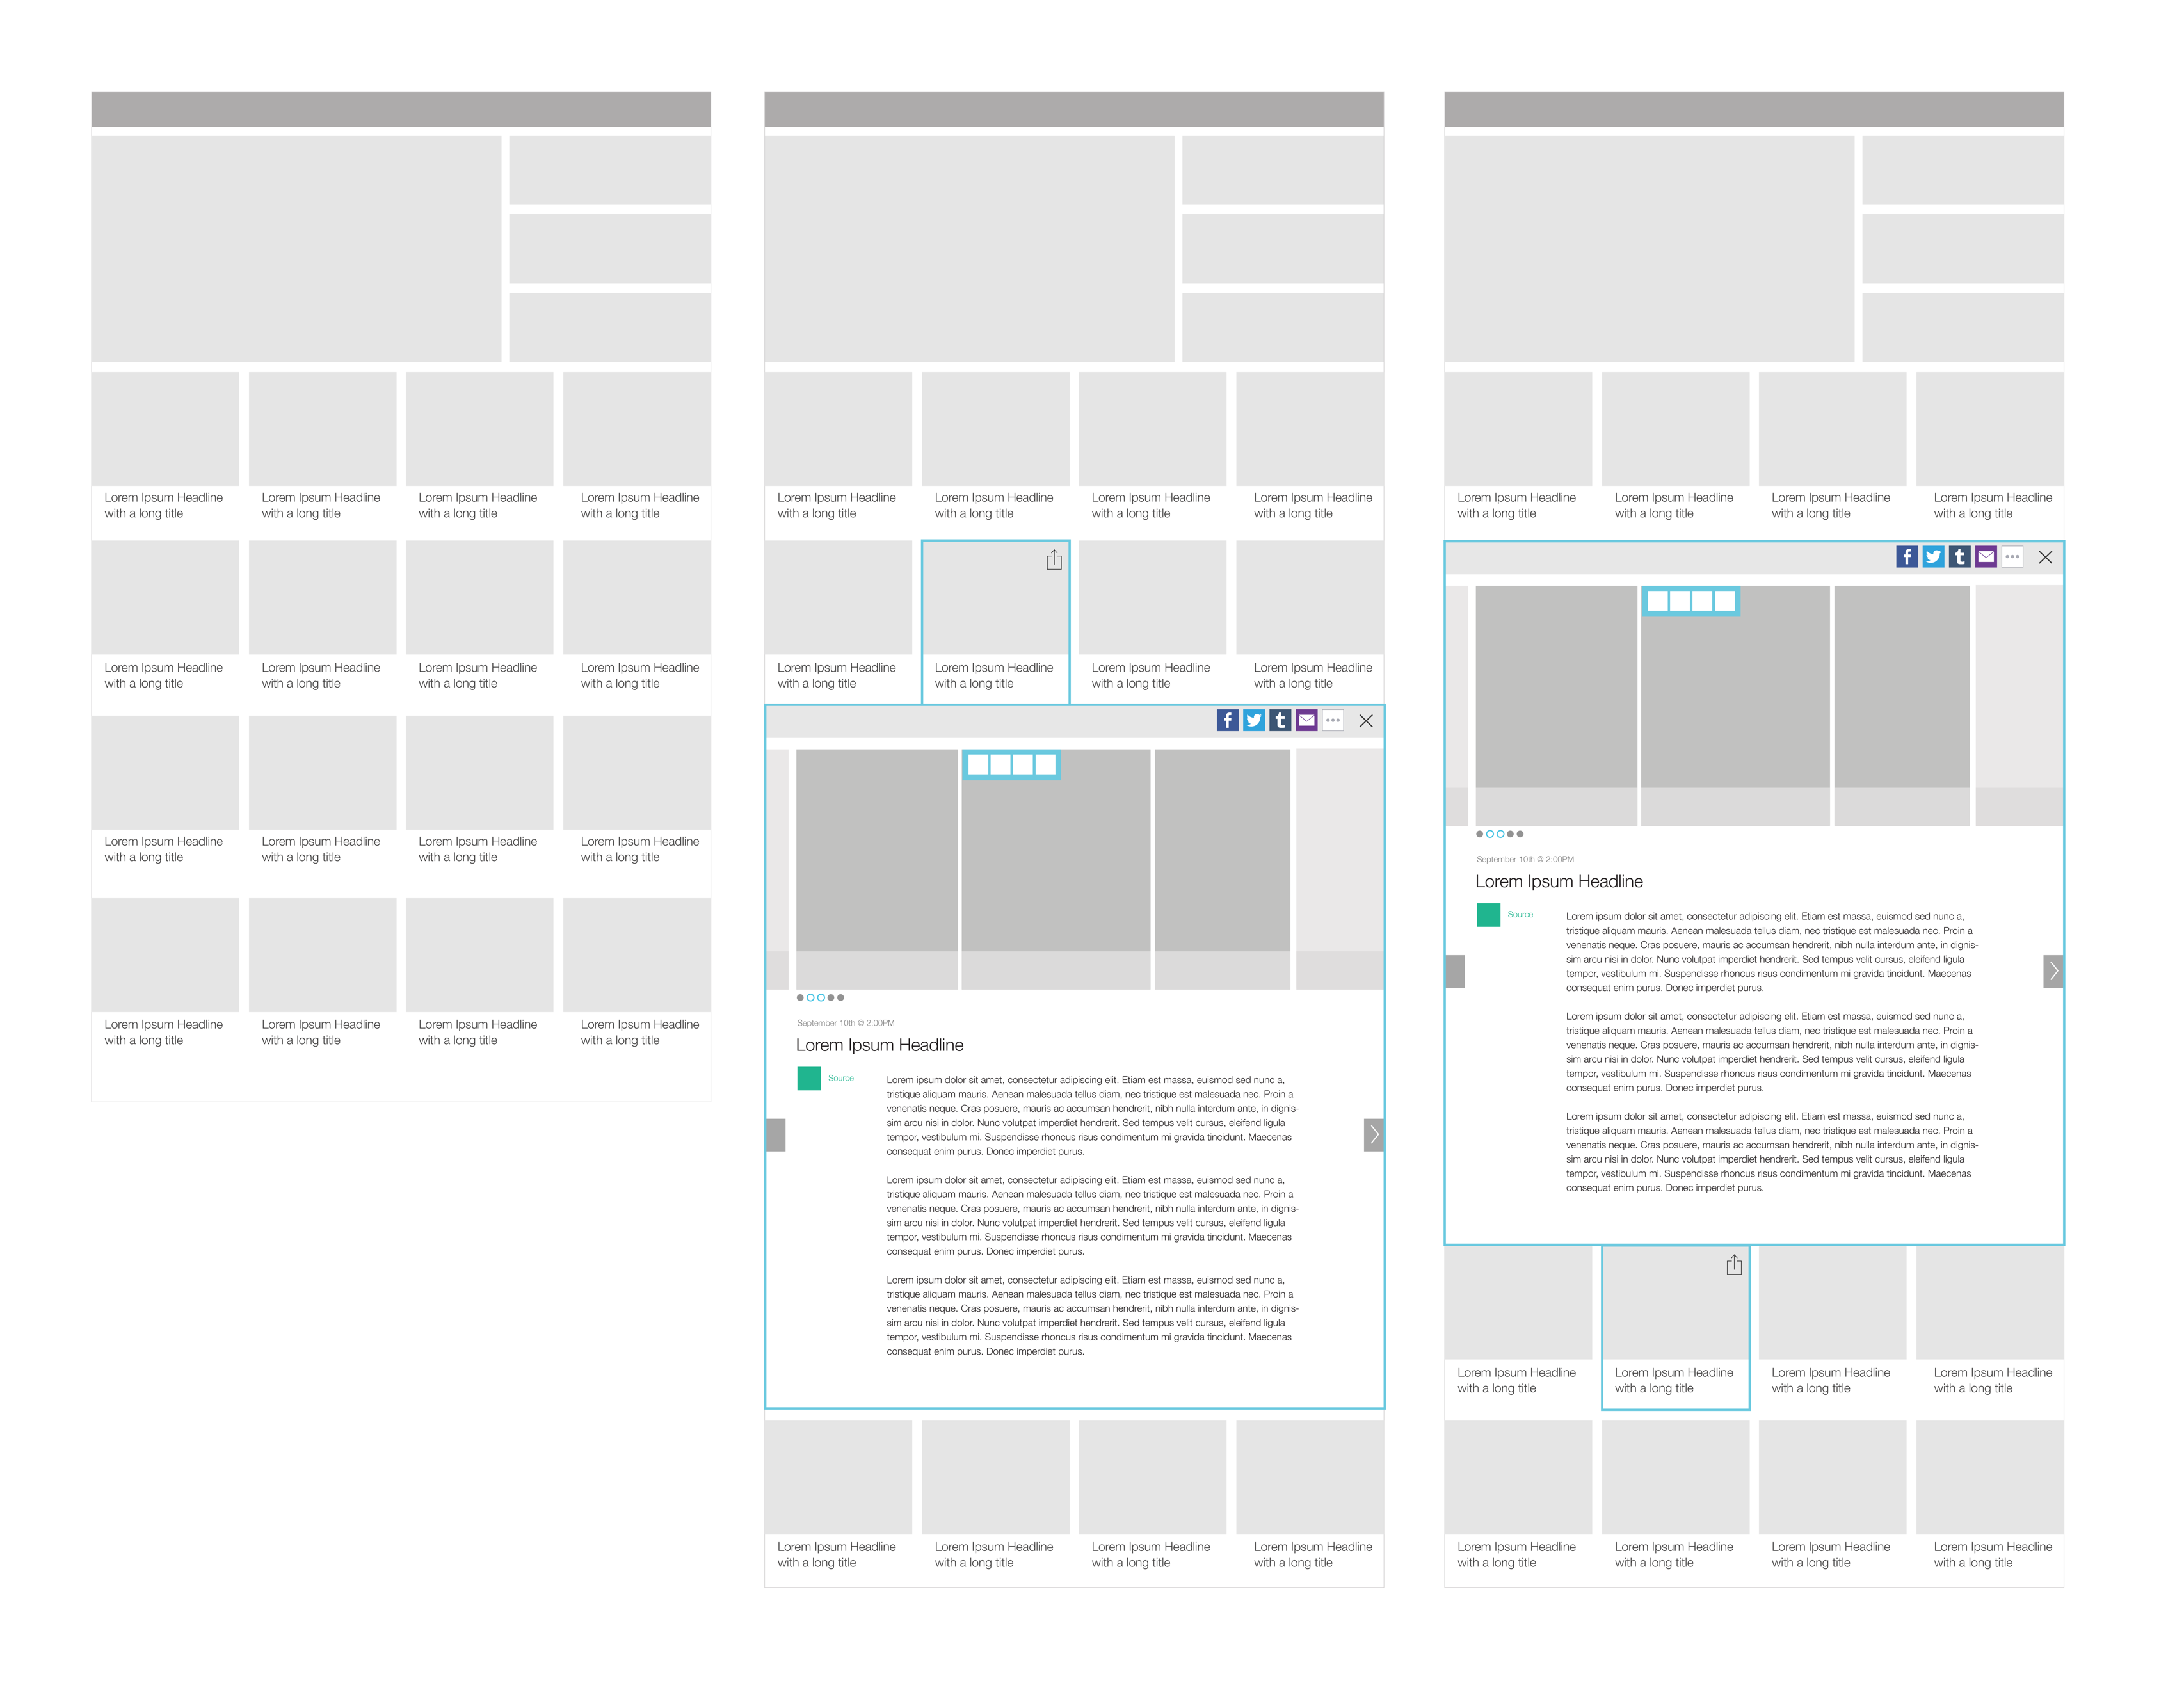 Lorem Ipsum Headline
with a long title
Lorem Ipsum Headline
with a long title
Lorem Ipsum Headline
with a long title
Lorem Ipsum Headline
with a long title
Lorem Ipsum Headline
with a long title
Lorem Ipsum Headline
with a long title
Lorem Ipsum Headline
with a long title
Lorem Ipsum Headline
with a long title
Lorem Ipsum Headline
with a long title
Lorem Ipsum Headline
with a long title
Lorem Ipsum Headline
with a long title
Lorem Ipsum Headline
with a long title
Lorem Ipsum Headline
with a long title
Lorem Ipsum Headline
with a long title
Lorem Ipsum Headline
with a long title
Lorem Ipsum Headline
with a long title
Lorem Ipsum Headline
with a long title
Lorem Ipsum Headline
with a long title
Lorem Ipsum Headline
with a long title
Lorem Ipsum Headline
with a long title
Lorem Ipsum Headline
with a long title
Lorem Ipsum Headline
with a long title
Lorem Ipsum Headline
with a long title
Lorem Ipsum Headline
with a long title
September 10th @ 2:00PM
Lorem Ipsum Headline
Source
Lorem ipsum dolor sit amet, consectetur adipiscing elit. Etiam est massa, euismod sed nunc a,
tristique aliquam mauris. Aenean malesuada tellus diam, nec tristique est malesuada nec. Proin a
venenatis neque. Cras posuere, mauris ac accumsan hendrerit, nibh nulla interdum ante, in dignis-
sim arcu nisi in dolor. Nunc volutpat imperdiet hendrerit. Sed tempus velit cursus, eleifend ligula
tempor, vestibulum mi. Suspendisse rhoncus risus condimentum mi gravida tincidunt. Maecenas
consequat enim purus. Donec imperdiet purus.
Lorem ipsum dolor sit amet, consectetur adipiscing elit. Etiam est massa, euismod sed nunc a,
tristique aliquam mauris. Aenean malesuada tellus diam, nec tristique est malesuada nec. Proin a
venenatis neque. Cras posuere, mauris ac accumsan hendrerit, nibh nulla interdum ante, in dignis-
sim arcu nisi in dolor. Nunc volutpat imperdiet hendrerit. Sed tempus velit cursus, eleifend ligula
tempor, vestibulum mi. Suspendisse rhoncus risus condimentum mi gravida tincidunt. Maecenas
consequat enim purus. Donec imperdiet purus.
Lorem ipsum dolor sit amet, consectetur adipiscing elit. Etiam est massa, euismod sed nunc a,
tristique aliquam mauris. Aenean malesuada tellus diam, nec tristique est malesuada nec. Proin a
venenatis neque. Cras posuere, mauris ac accumsan hendrerit, nibh nulla interdum ante, in dignis-
sim arcu nisi in dolor. Nunc volutpat imperdiet hendrerit. Sed tempus velit cursus, eleifend ligula
tempor, vestibulum mi. Suspendisse rhoncus risus condimentum mi gravida tincidunt. Maecenas
consequat enim purus. Donec imperdiet purus.
Lorem Ipsum Headline
with a long title
Lorem Ipsum Headline
with a long title
Lorem Ipsum Headline
with a long title
Lorem Ipsum Headline
with a long title
Lorem Ipsum Headline
with a long title
Lorem Ipsum Headline
with a long title
Lorem Ipsum Headline
with a long title
Lorem Ipsum Headline
with a long title
September 10th @ 2:00PM
Lorem Ipsum Headline
Source
Lorem ipsum dolor sit amet, consectetur adipiscing elit. Etiam est massa, euismod sed nunc a,
tristique aliquam mauris. Aenean malesuada tellus diam, nec tristique est malesuada nec. Proin a
venenatis neque. Cras posuere, mauris ac accumsan hendrerit, nibh nulla interdum ante, in dignis-
sim arcu nisi in dolor. Nunc volutpat imperdiet hendrerit. Sed tempus velit cursus, eleifend ligula
tempor, vestibulum mi. Suspendisse rhoncus risus condimentum mi gravida tincidunt. Maecenas
consequat enim purus. Donec imperdiet purus.
Lorem ipsum dolor sit amet, consectetur adipiscing elit. Etiam est massa, euismod sed nunc a,
tristique aliquam mauris. Aenean malesuada tellus diam, nec tristique est malesuada nec. Proin a
venenatis neque. Cras posuere, mauris ac accumsan hendrerit, nibh nulla interdum ante, in dignis-
sim arcu nisi in dolor. Nunc volutpat imperdiet hendrerit. Sed tempus velit cursus, eleifend ligula
tempor, vestibulum mi. Suspendisse rhoncus risus condimentum mi gravida tincidunt. Maecenas
consequat enim purus. Donec imperdiet purus.
Lorem ipsum dolor sit amet, consectetur adipiscing elit. Etiam est massa, euismod sed nunc a,
tristique aliquam mauris. Aenean malesuada tellus diam, nec tristique est malesuada nec. Proin a
venenatis neque. Cras posuere, mauris ac accumsan hendrerit, nibh nulla interdum ante, in dignis-
sim arcu nisi in dolor. Nunc volutpat imperdiet hendrerit. Sed tempus velit cursus, eleifend ligula
tempor, vestibulum mi. Suspendisse rhoncus risus condimentum mi gravida tincidunt. Maecenas
consequat enim purus. Donec imperdiet purus.
Lorem Ipsum Headline
with a long title
Lorem Ipsum Headline
with a long title
Lorem Ipsum Headline
with a long title
Lorem Ipsum Headline
with a long title
Lorem Ipsum Headline
with a long title
Lorem Ipsum Headline
with a long title
Lorem Ipsum Headline
with a long title
Lorem Ipsum Headline
with a long title